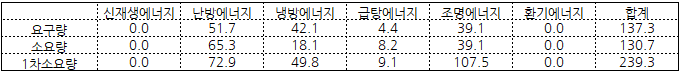 신재생에너지 난방에너지 냉방에너지 급탕에너지 조명에너지 환기에너지 합계
요구량 0.0 51.7 42.1 4.4 39.1 0.0 137.3
소요량 0.0 65.3 18.1 8.2 39.1 0.0 130.7
1차소요량 0.0 72.9 49.8 9.1 107.5 0.0 239.3